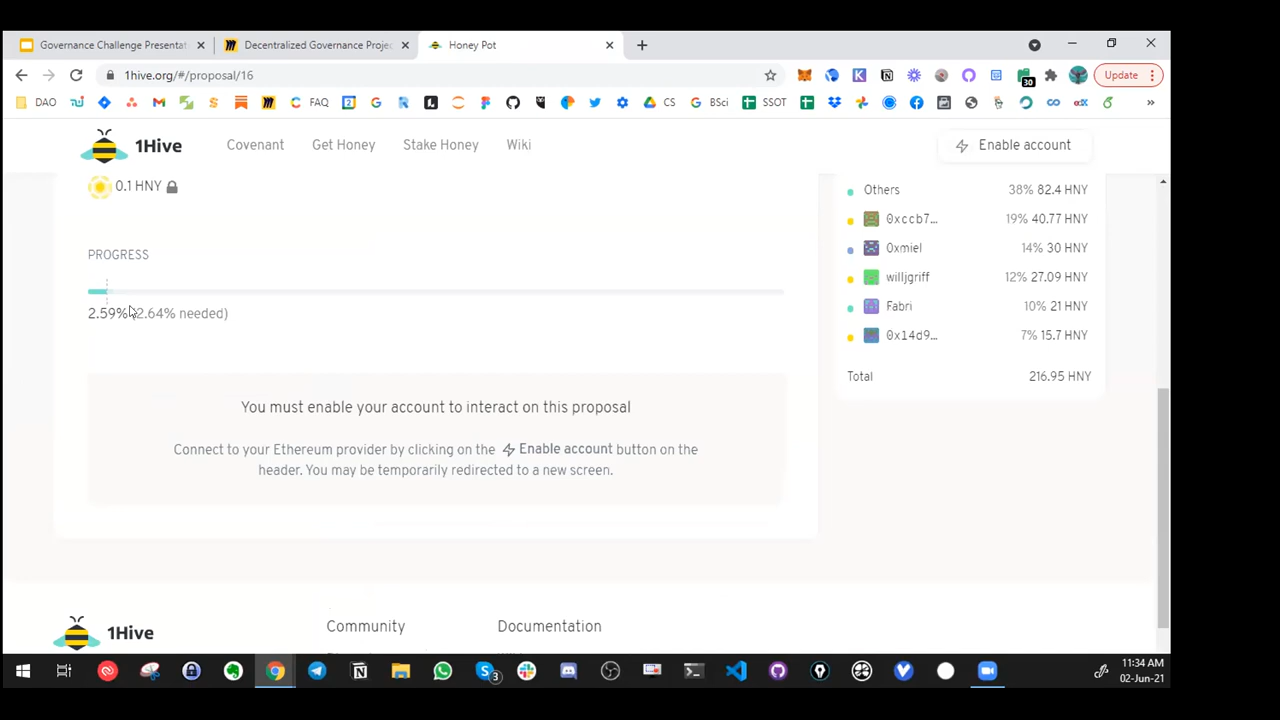 Governance Challenge Presentat
Decentralized Governance Projec
Honey Pot
1hive.org/#/proposal/16
Update
DAO
FAQ
CS
BSci
SSOT
30
1Hive
Covenant
Get Honey
Stake Honey
Wiki
Enable account
0.1 HNY
PROGRESS
2.59% 2.64% needed)
You must enable your account to interact on this proposal
Connect to your Ethereum provider by clicking on the Enable account button on the
header. You may be temporarily redirected to a new screen.
Others 38% 82.4 HNY
0xccb7... 19% 40.77 HNY
0xmiel 14% 30 HNY
willjgriff 12% 27.09 HNY
Fabri 10% 21 HNY
0x14d9... 7% 15.7 HNY
Total 216.95 HNY
1Hive
Community
Documentation
3
11:34 AM
02-Jun-21